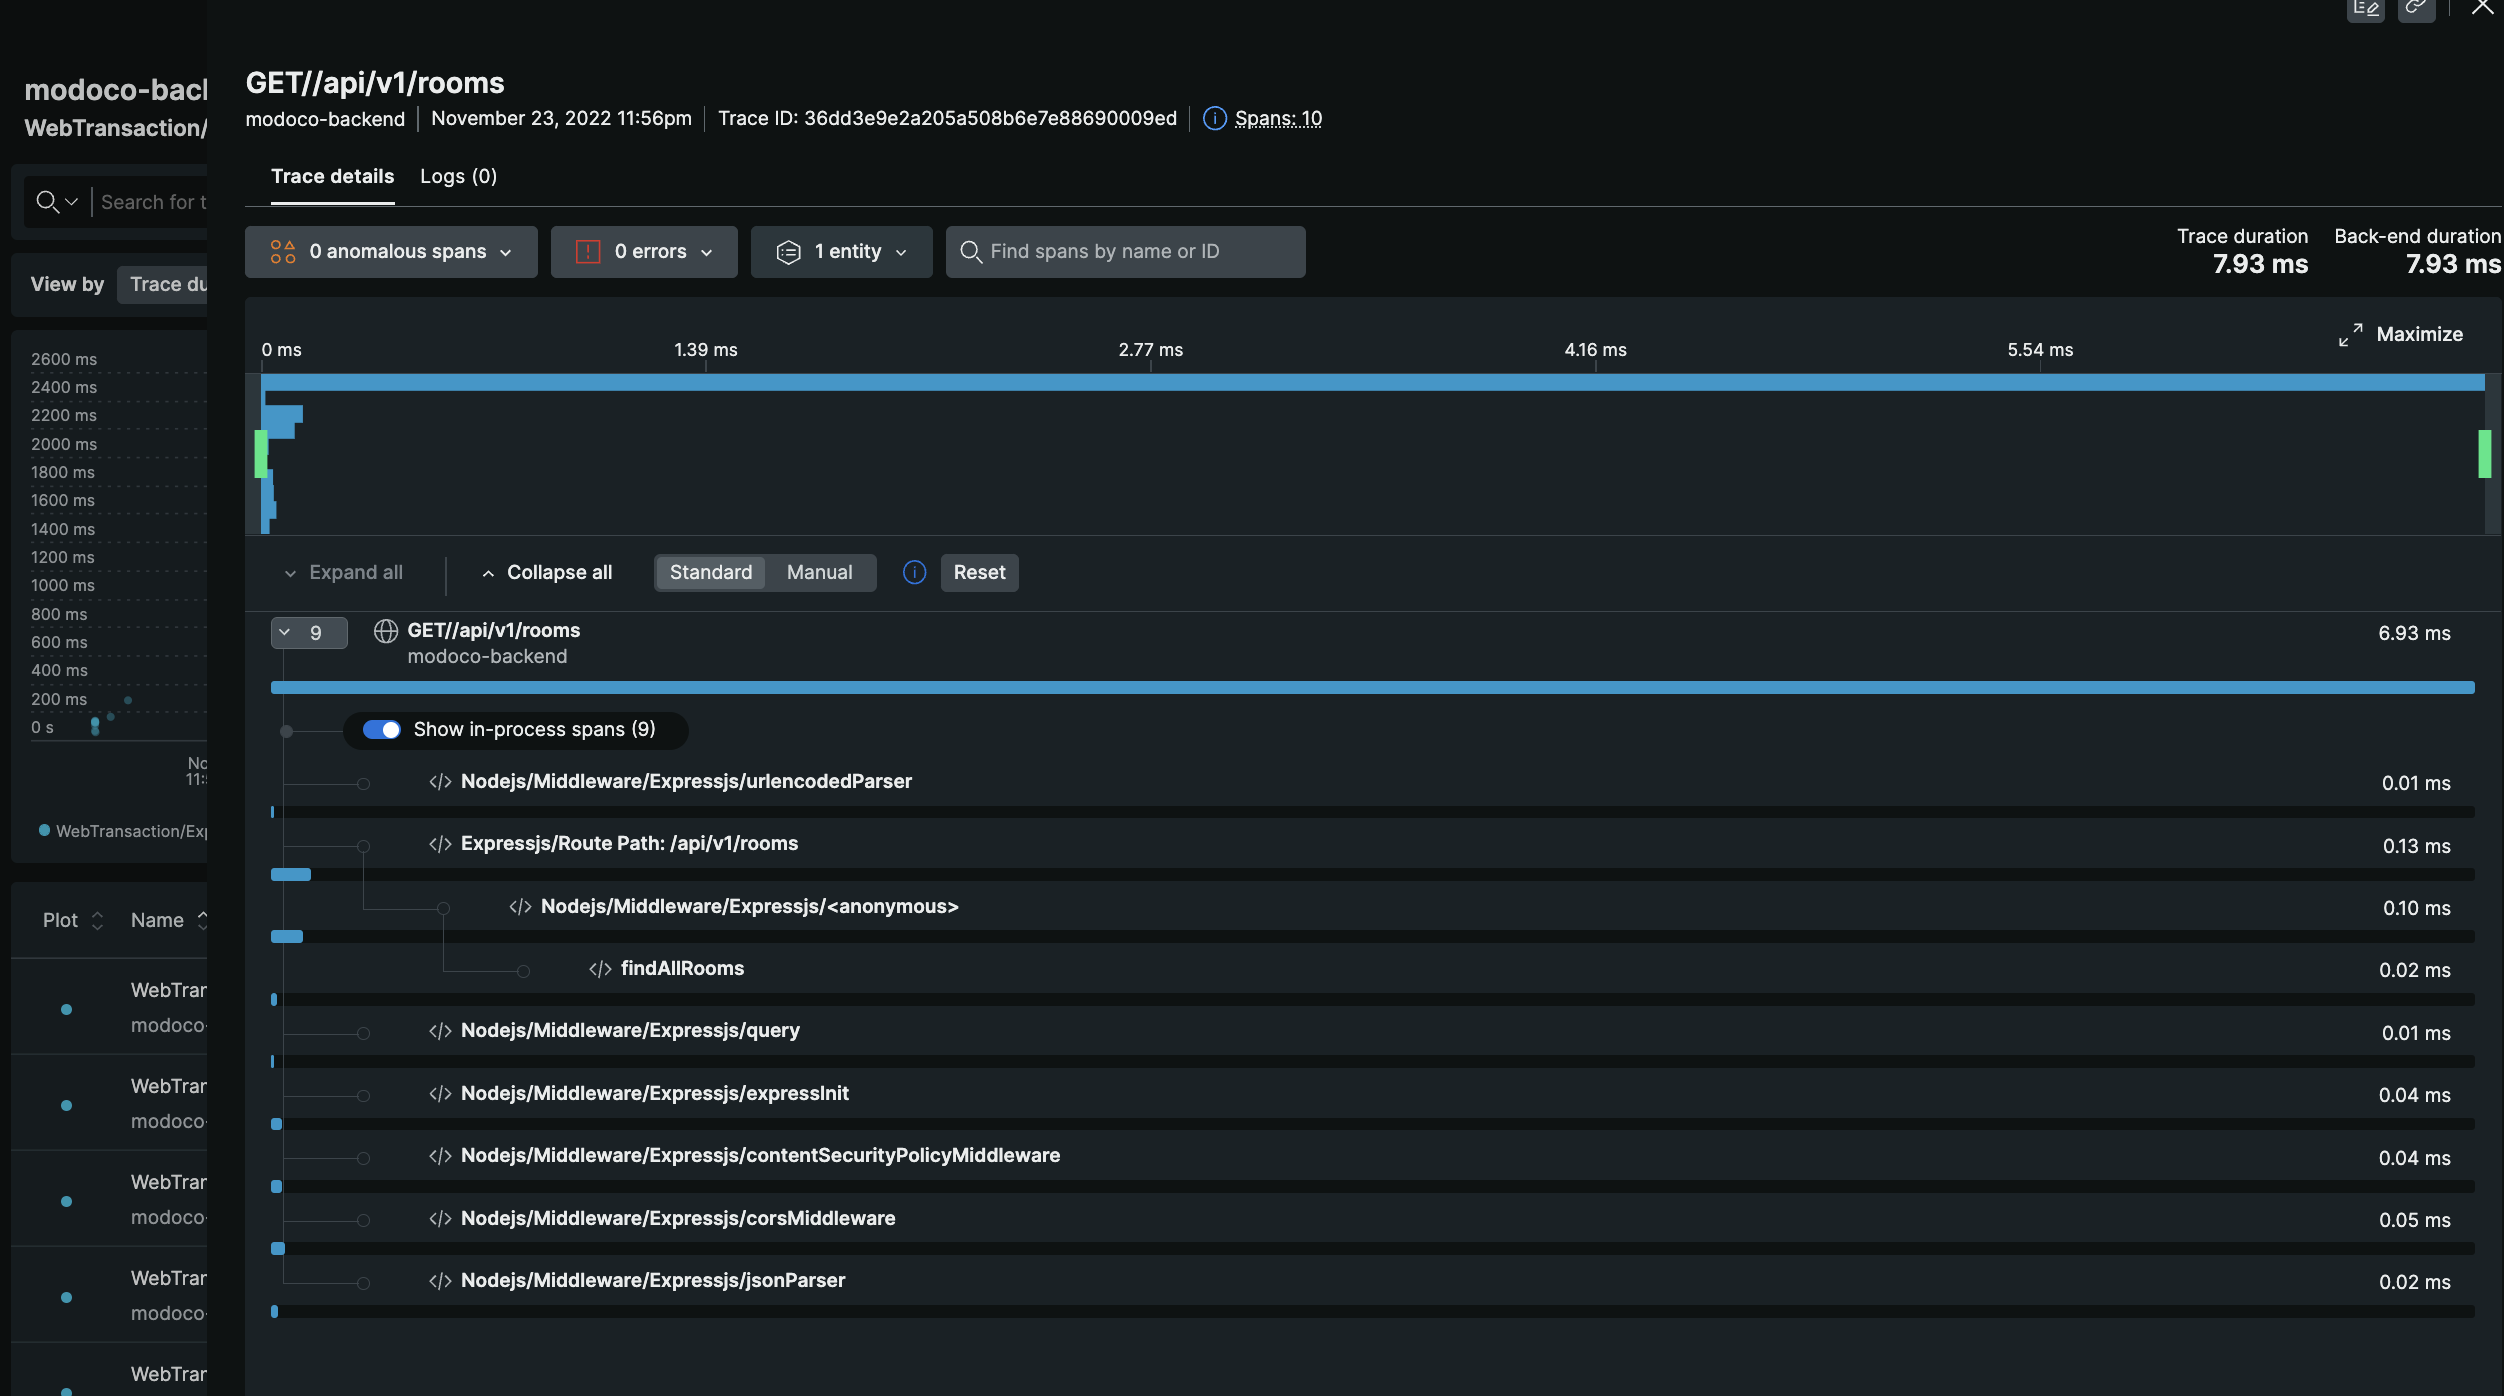 modoco-back
WebTransaction/
Search for t
View by
Trace du
2600 ms
2400 ms
2200 ms
2000 ms
1800 ms
1600 ms
1400 ms
1200 ms
1000 ms
800 ms
600 ms
400 ms
200 ms
0 s
No
11:5
WebTransaction/Exp
Plot
Name
WebTran
modoco-
WebTran
modoco-
WebTran
modoco-
WebTran
modoco-
WebTran
GET//api/v1/rooms
modoco-backend
November 23, 2022 11:56pm
Trace ID: 36dd3e9e2a205a508b6e7e88690009ed
Spans: 10
Trace details
Logs (0)
0 anomalous spans
0 errors
1 entity
Find spans by name or ID
Trace duration
7.93 ms
Back-end duration
7.93 ms
Maximize
0 ms
1.39 ms
2.77 ms
4.16 ms
5.54 ms
Expand all
Collapse all
Standard
Manual
Reset
9
GET//api/v1/rooms
6.93 ms
modoco-backend
Show in-process spans (9)
Nodejs/Middleware/Expressjs/urlencodedParser
0.01 ms
Expressjs/Route Path: /api/v1/rooms
0.13 ms
Nodejs/Middleware/Expressjs/<anonymous>
0.10 ms
findAllRooms
0.02 ms
Nodejs/Middleware/Expressjs/query
0.01 ms
Nodejs/Middleware/Expressjs/expressInit
0.04 ms
Nodejs/Middleware/Expressjs/contentSecurityPolicyMiddleware
0.04 ms
Nodejs/Middleware/Expressjs/corsMiddleware
0.05 ms
Nodejs/Middleware/Expressjs/jsonParser
0.02 ms